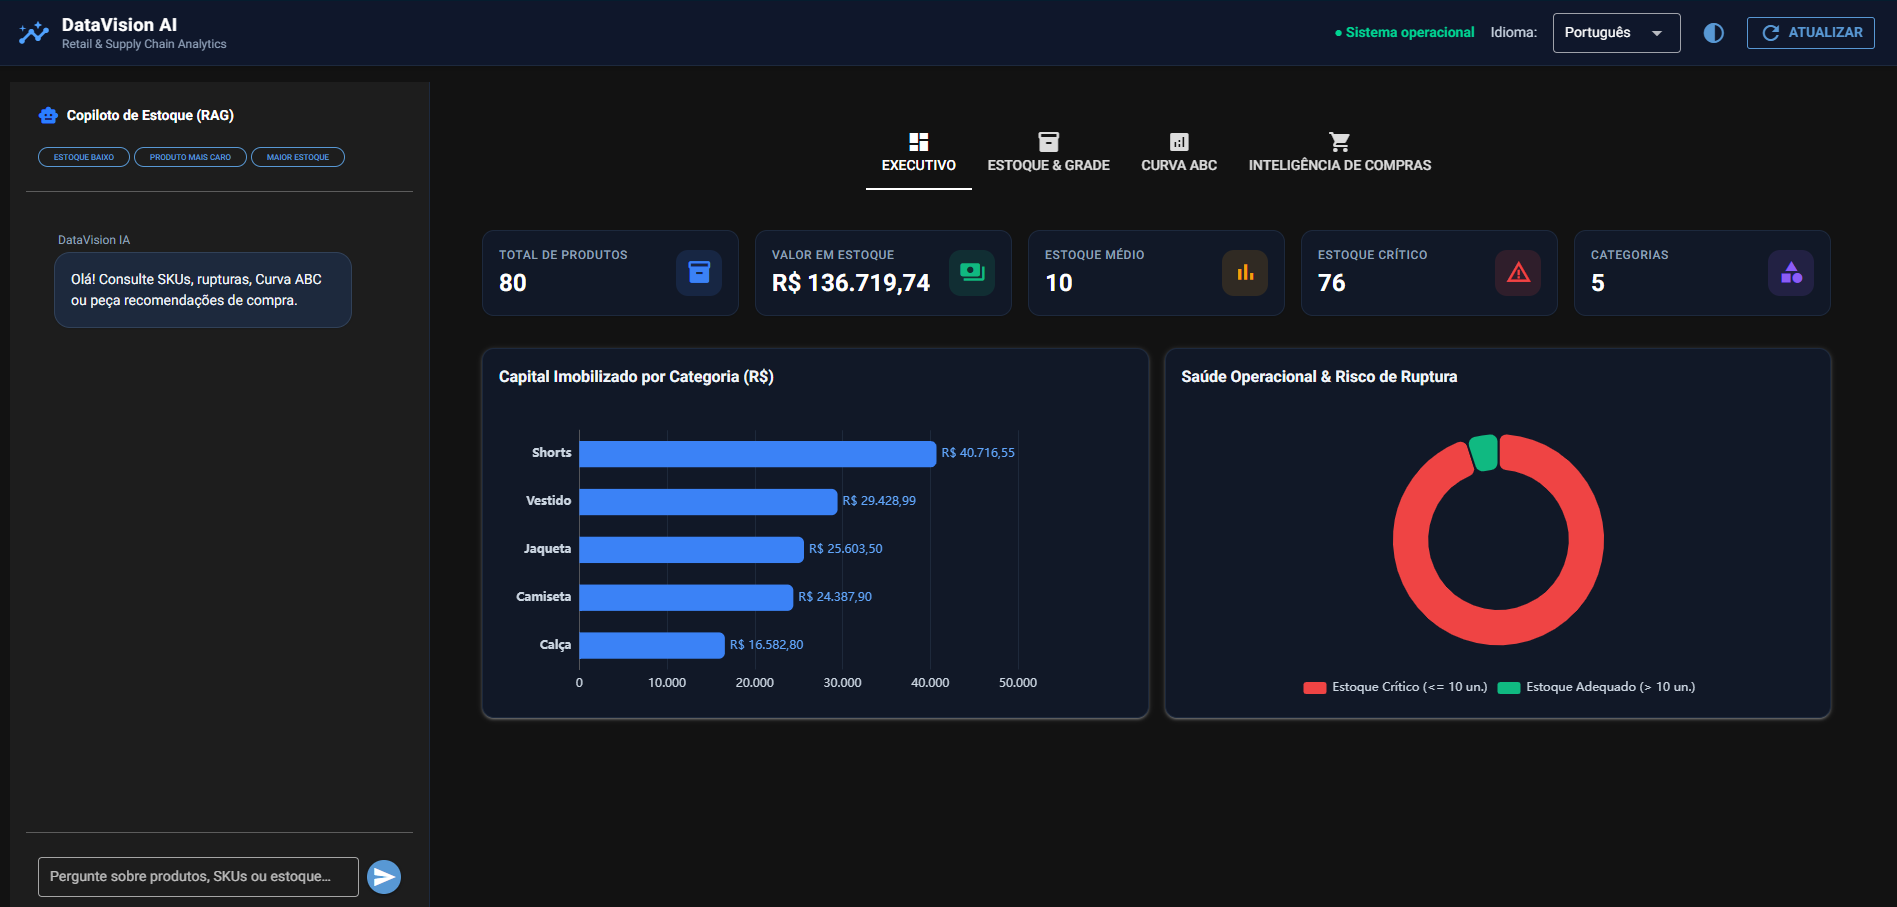 DataVision AI
Retail & Supply Chain Analytics
● Sistema operacional
Idioma:
Português
ATUALIZAR
Copiloto de Estoque (RAG)
ESTOQUE BAIXO
PRODUTO MAIS CARO
MAIOR ESTOQUE
DataVision IA
Olá! Consulte SKUs, rupturas, Curva ABC
ou peça recomendações de compra.
Pergunte sobre produtos, SKUs ou estoque...
EXECUTIVO
ESTOQUE & GRADE
CURVA ABC
INTELIGÊNCIA DE COMPRAS
TOTAL DE PRODUTOS
80
VALOR EM ESTOQUE
R$ 136.719,74
ESTOQUE MÉDIO
10
ESTOQUE CRÍTICO
76
CATEGORIAS
5
Capital Imobilizado por Categoria (R$)
Shorts
R$ 40.716,55
Vestido
R$ 29.428,99
Jaqueta
R$ 25.603,50
Camiseta
R$ 24.387,90
Calça
R$ 16.582,80
0
10.000
20.000
30.000
40.000
50.000
Saúde Operacional & Risco de Ruptura
Estoque Crítico (<= 10 un.)
Estoque Adequado (> 10 un.)